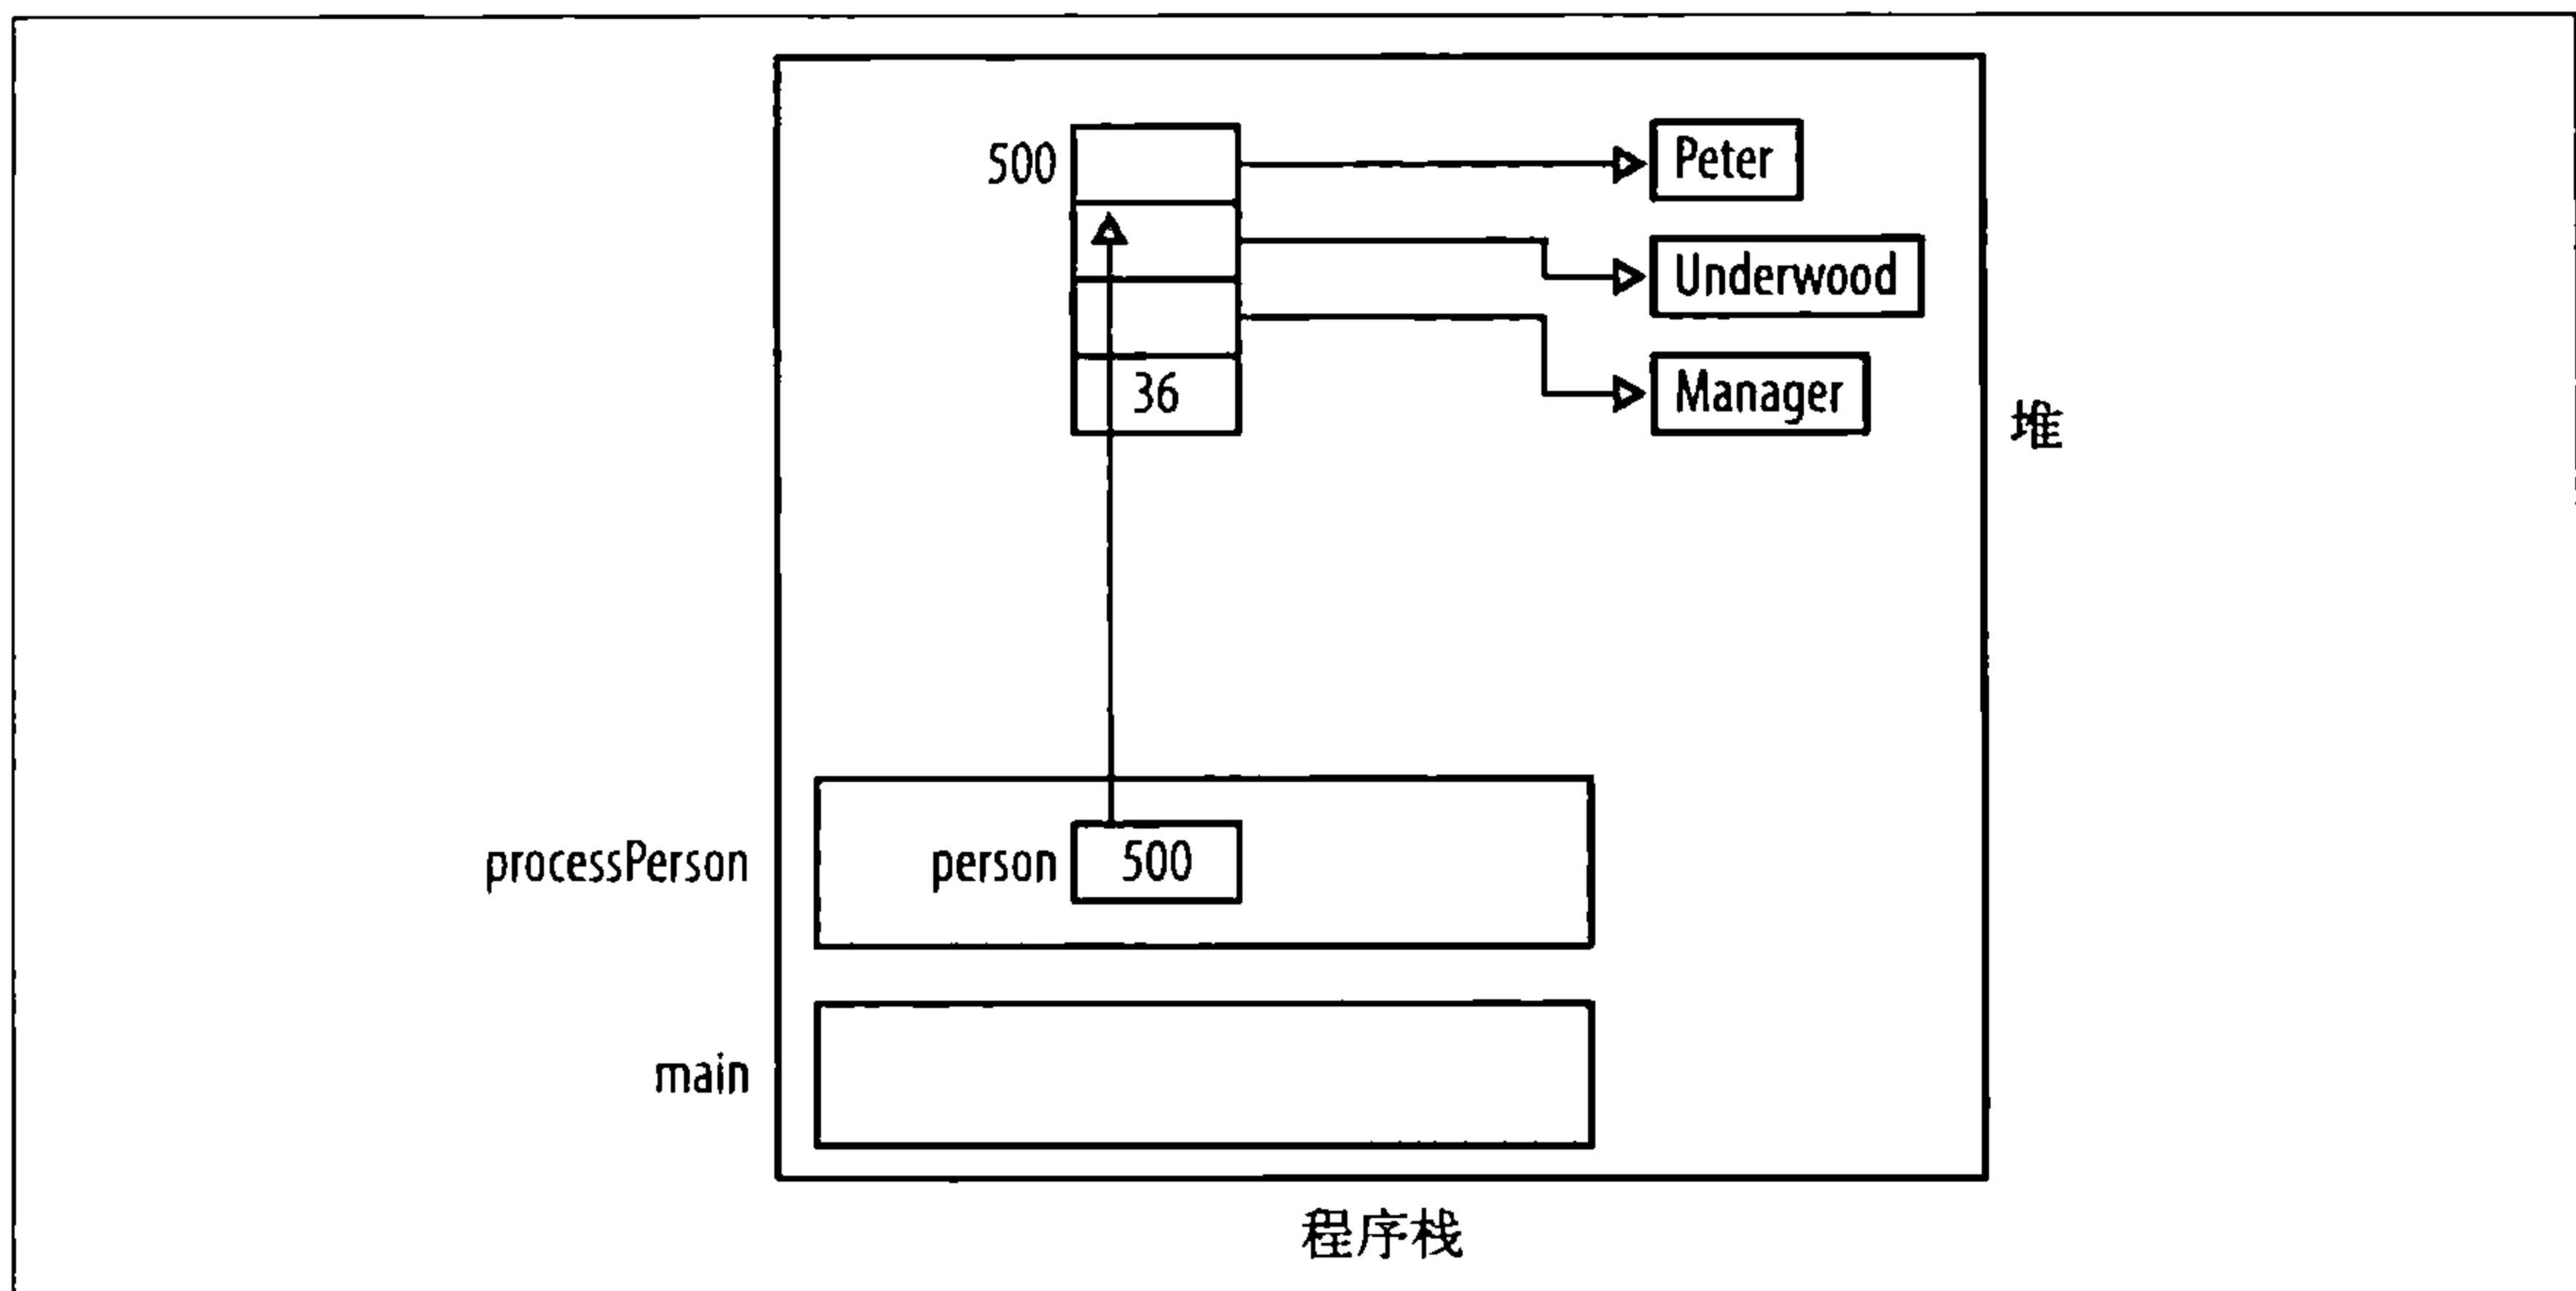 500
Peter
Underwood
Manager
36
堆
processPerson
person
500
main
程序栈